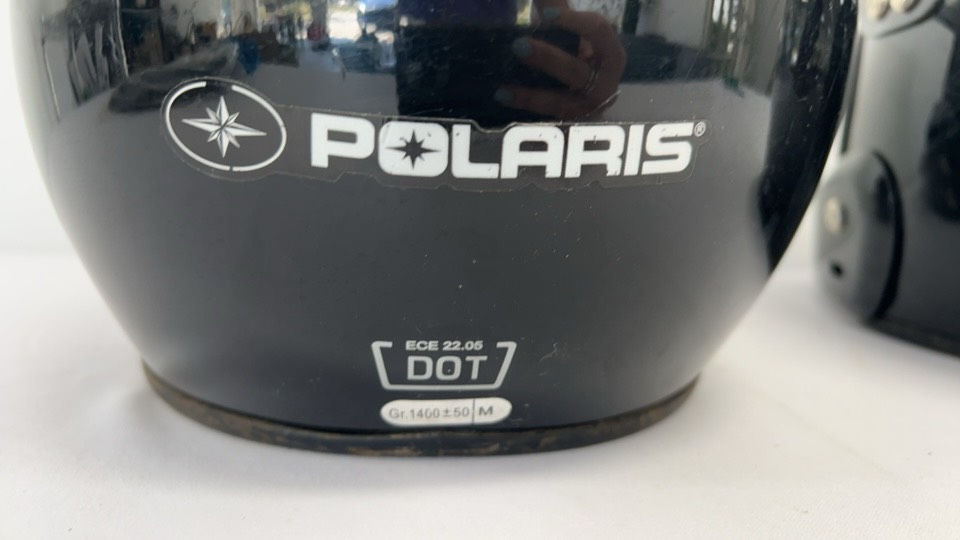 POLARIS®
ECE 22.05
DOT
Gr.1400±50 M